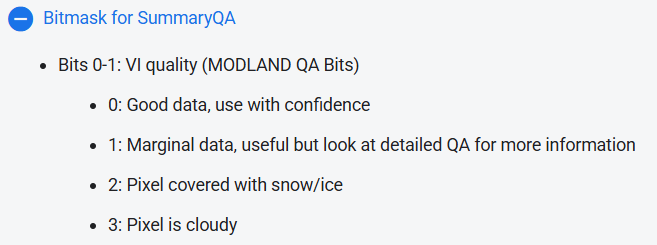 Bitmask for SummaryQA
Bits 0-1: VI quality (MODLAND QA Bits)
0: Good data, use with confidence
1: Marginal data, useful but look at detailed QA for more information
2: Pixel covered with snow/ice
3: Pixel is cloudy